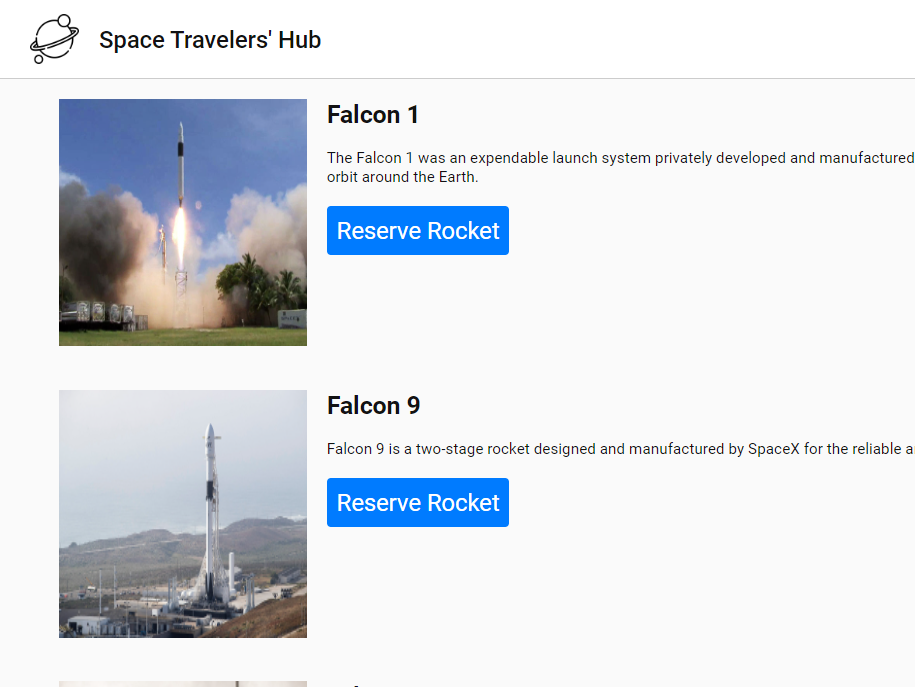 Space Travelers' Hub
Falcon 1
The Falcon 1 was an expendable launch system privately developed and manufactured
orbit around the Earth.
Reserve Rocket
Falcon 9
Falcon 9 is a two-stage rocket designed and manufactured by SpaceX for the reliable
Reserve Rocket